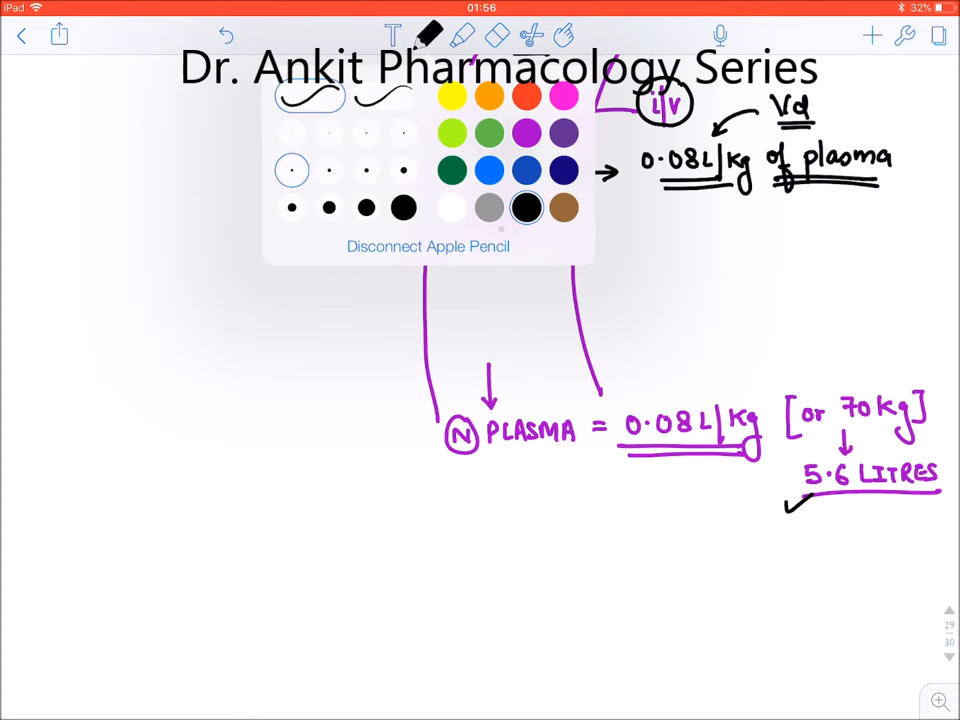 iPad 01:56 32%
T
Dr. Ankit Pharmacology Series
i/v Vd
→ 0.08L/kg of plasma
Disconnect Apple Pencil
N PLASMA = 0.08L/kg [or 70kg]
5.6 LITRES
29
30